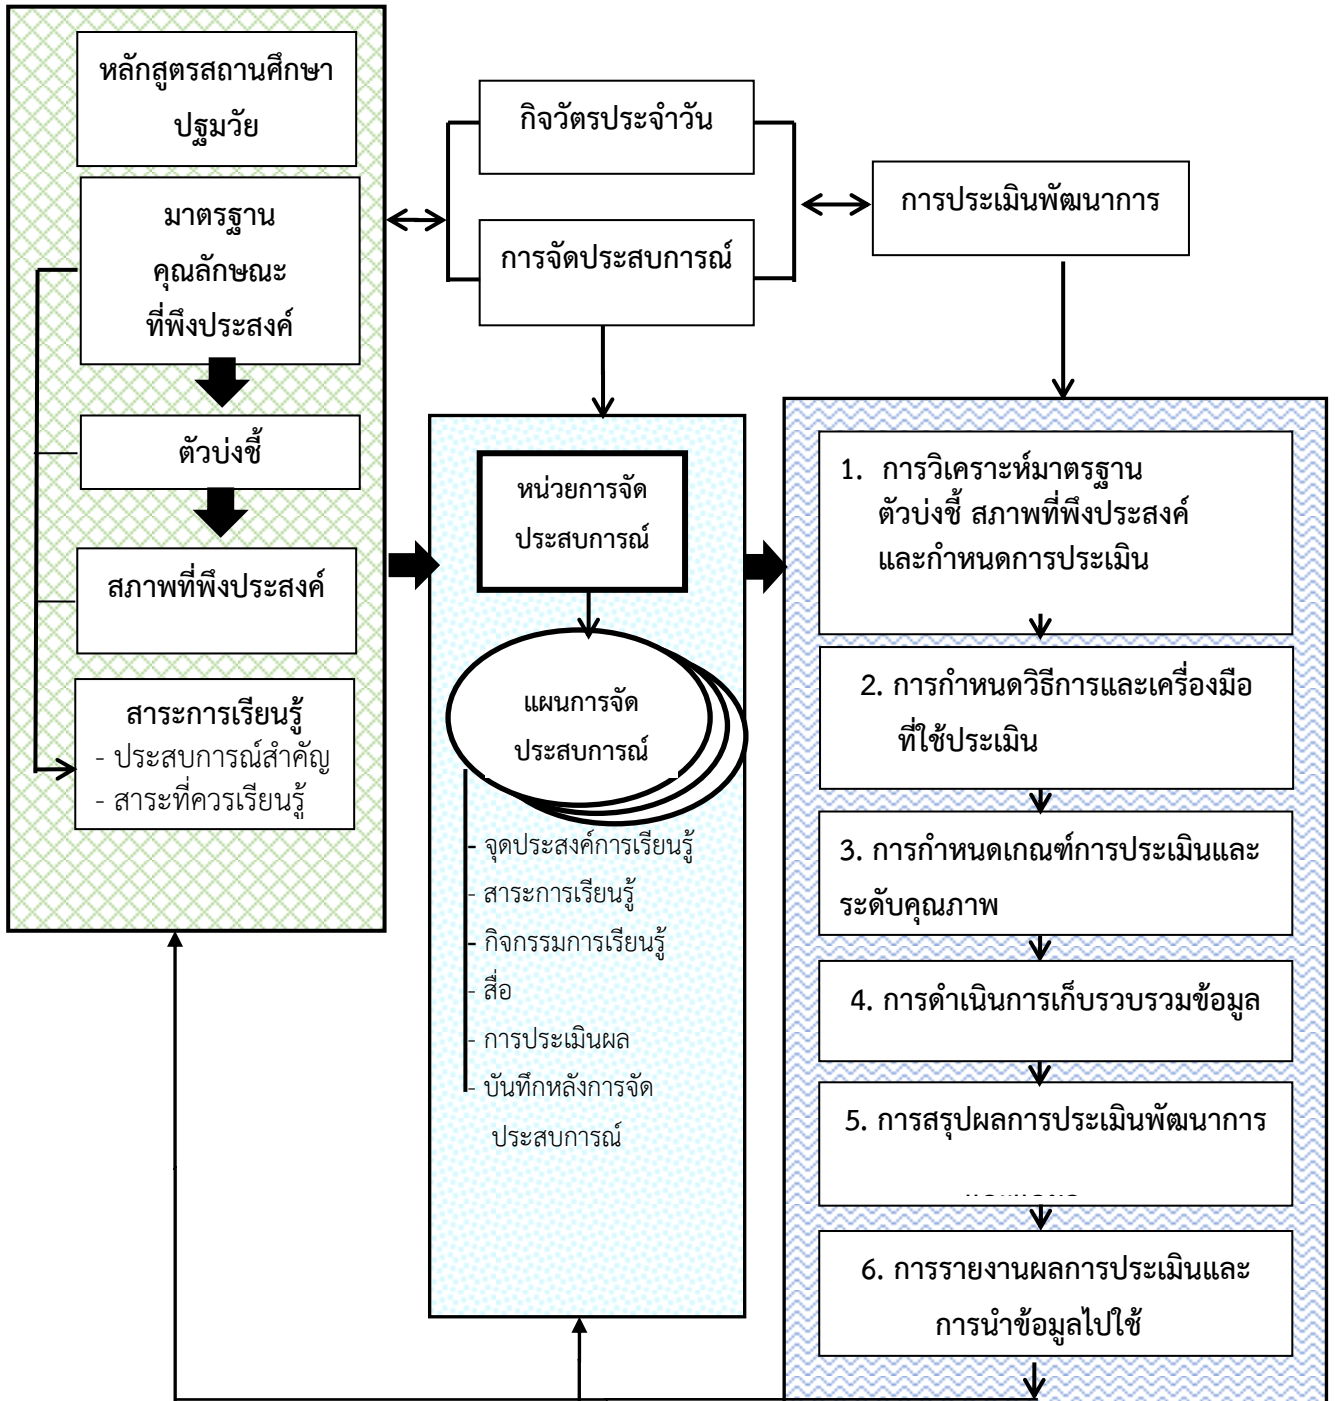 หลักสูตรสถานศึกษา
ปฐมวัย
มาตรฐาน
คุณลักษณะ
ที่พึงประสงค์
ตัวบ่งชี้
สภาพที่พึงประสงค์
สาระการเรียนรู้
- ประสบการณ์สำคัญ
- สาระที่ควรเรียนรู้
กิจวัตรประจำวัน
การจัดประสบการณ์
การประเมินพัฒนาการ
หน่วยการจัด
ประสบการณ์
แผนการจัด
ประสบการณ์
- จุดประสงค์การเรียนรู้
- สาระการเรียนรู้
- กิจกรรมการเรียนรู้
- สื่อ
- การประเมินผล
- บันทึกหลังการจัด
ประสบการณ์
1. การวิเคราะห์มาตรฐาน
ตัวบ่งชี้ สภาพที่พึงประสงค์
และกำหนดการประเมิน
2. การกำหนดวิธีการและเครื่องมือ
ที่ใช้ประเมิน
3. การกำหนดเกณฑ์การประเมินและ
ระดับคุณภาพ
4. การดำเนินการเก็บรวบรวมข้อมูล
5. การสรุปผลการประเมินพัฒนาการ
6. การรายงานผลการประเมินและ
การนำข้อมูลไปใช้